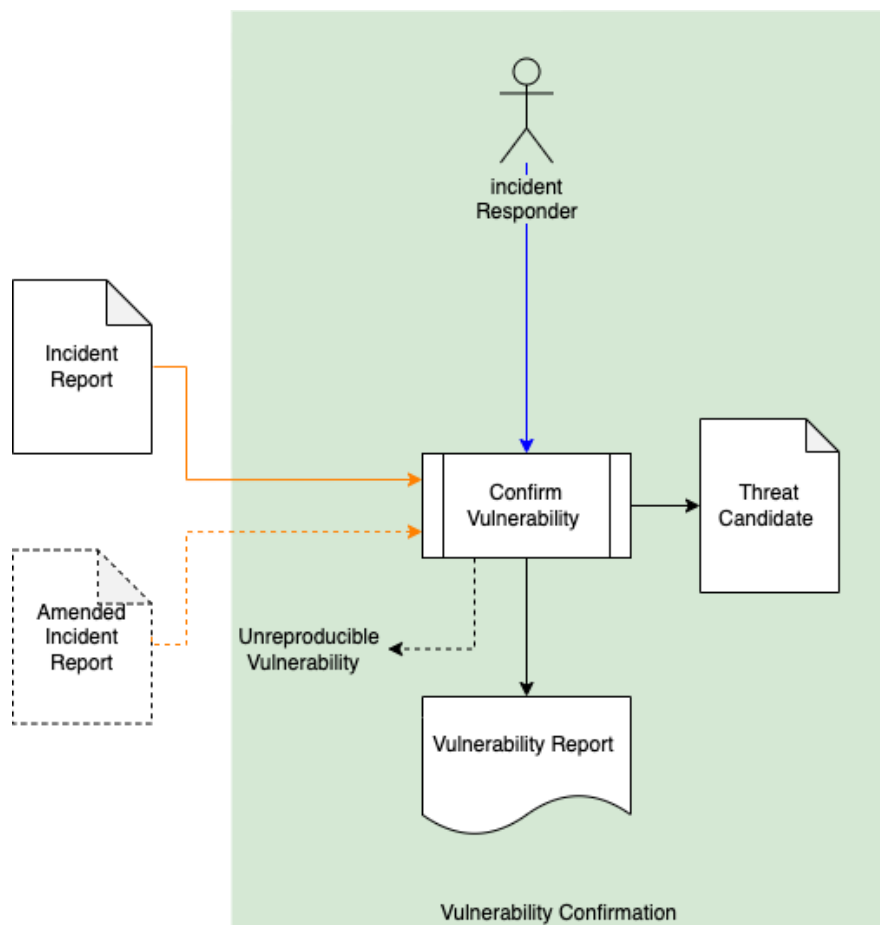 incident
Responder
Incident
Report
Confirm
Vulnerability
Threat
Candidate
Amended
Incident
Report
Unreproducible
Vulnerability
Vulnerability Report
Vulnerability Confirmation